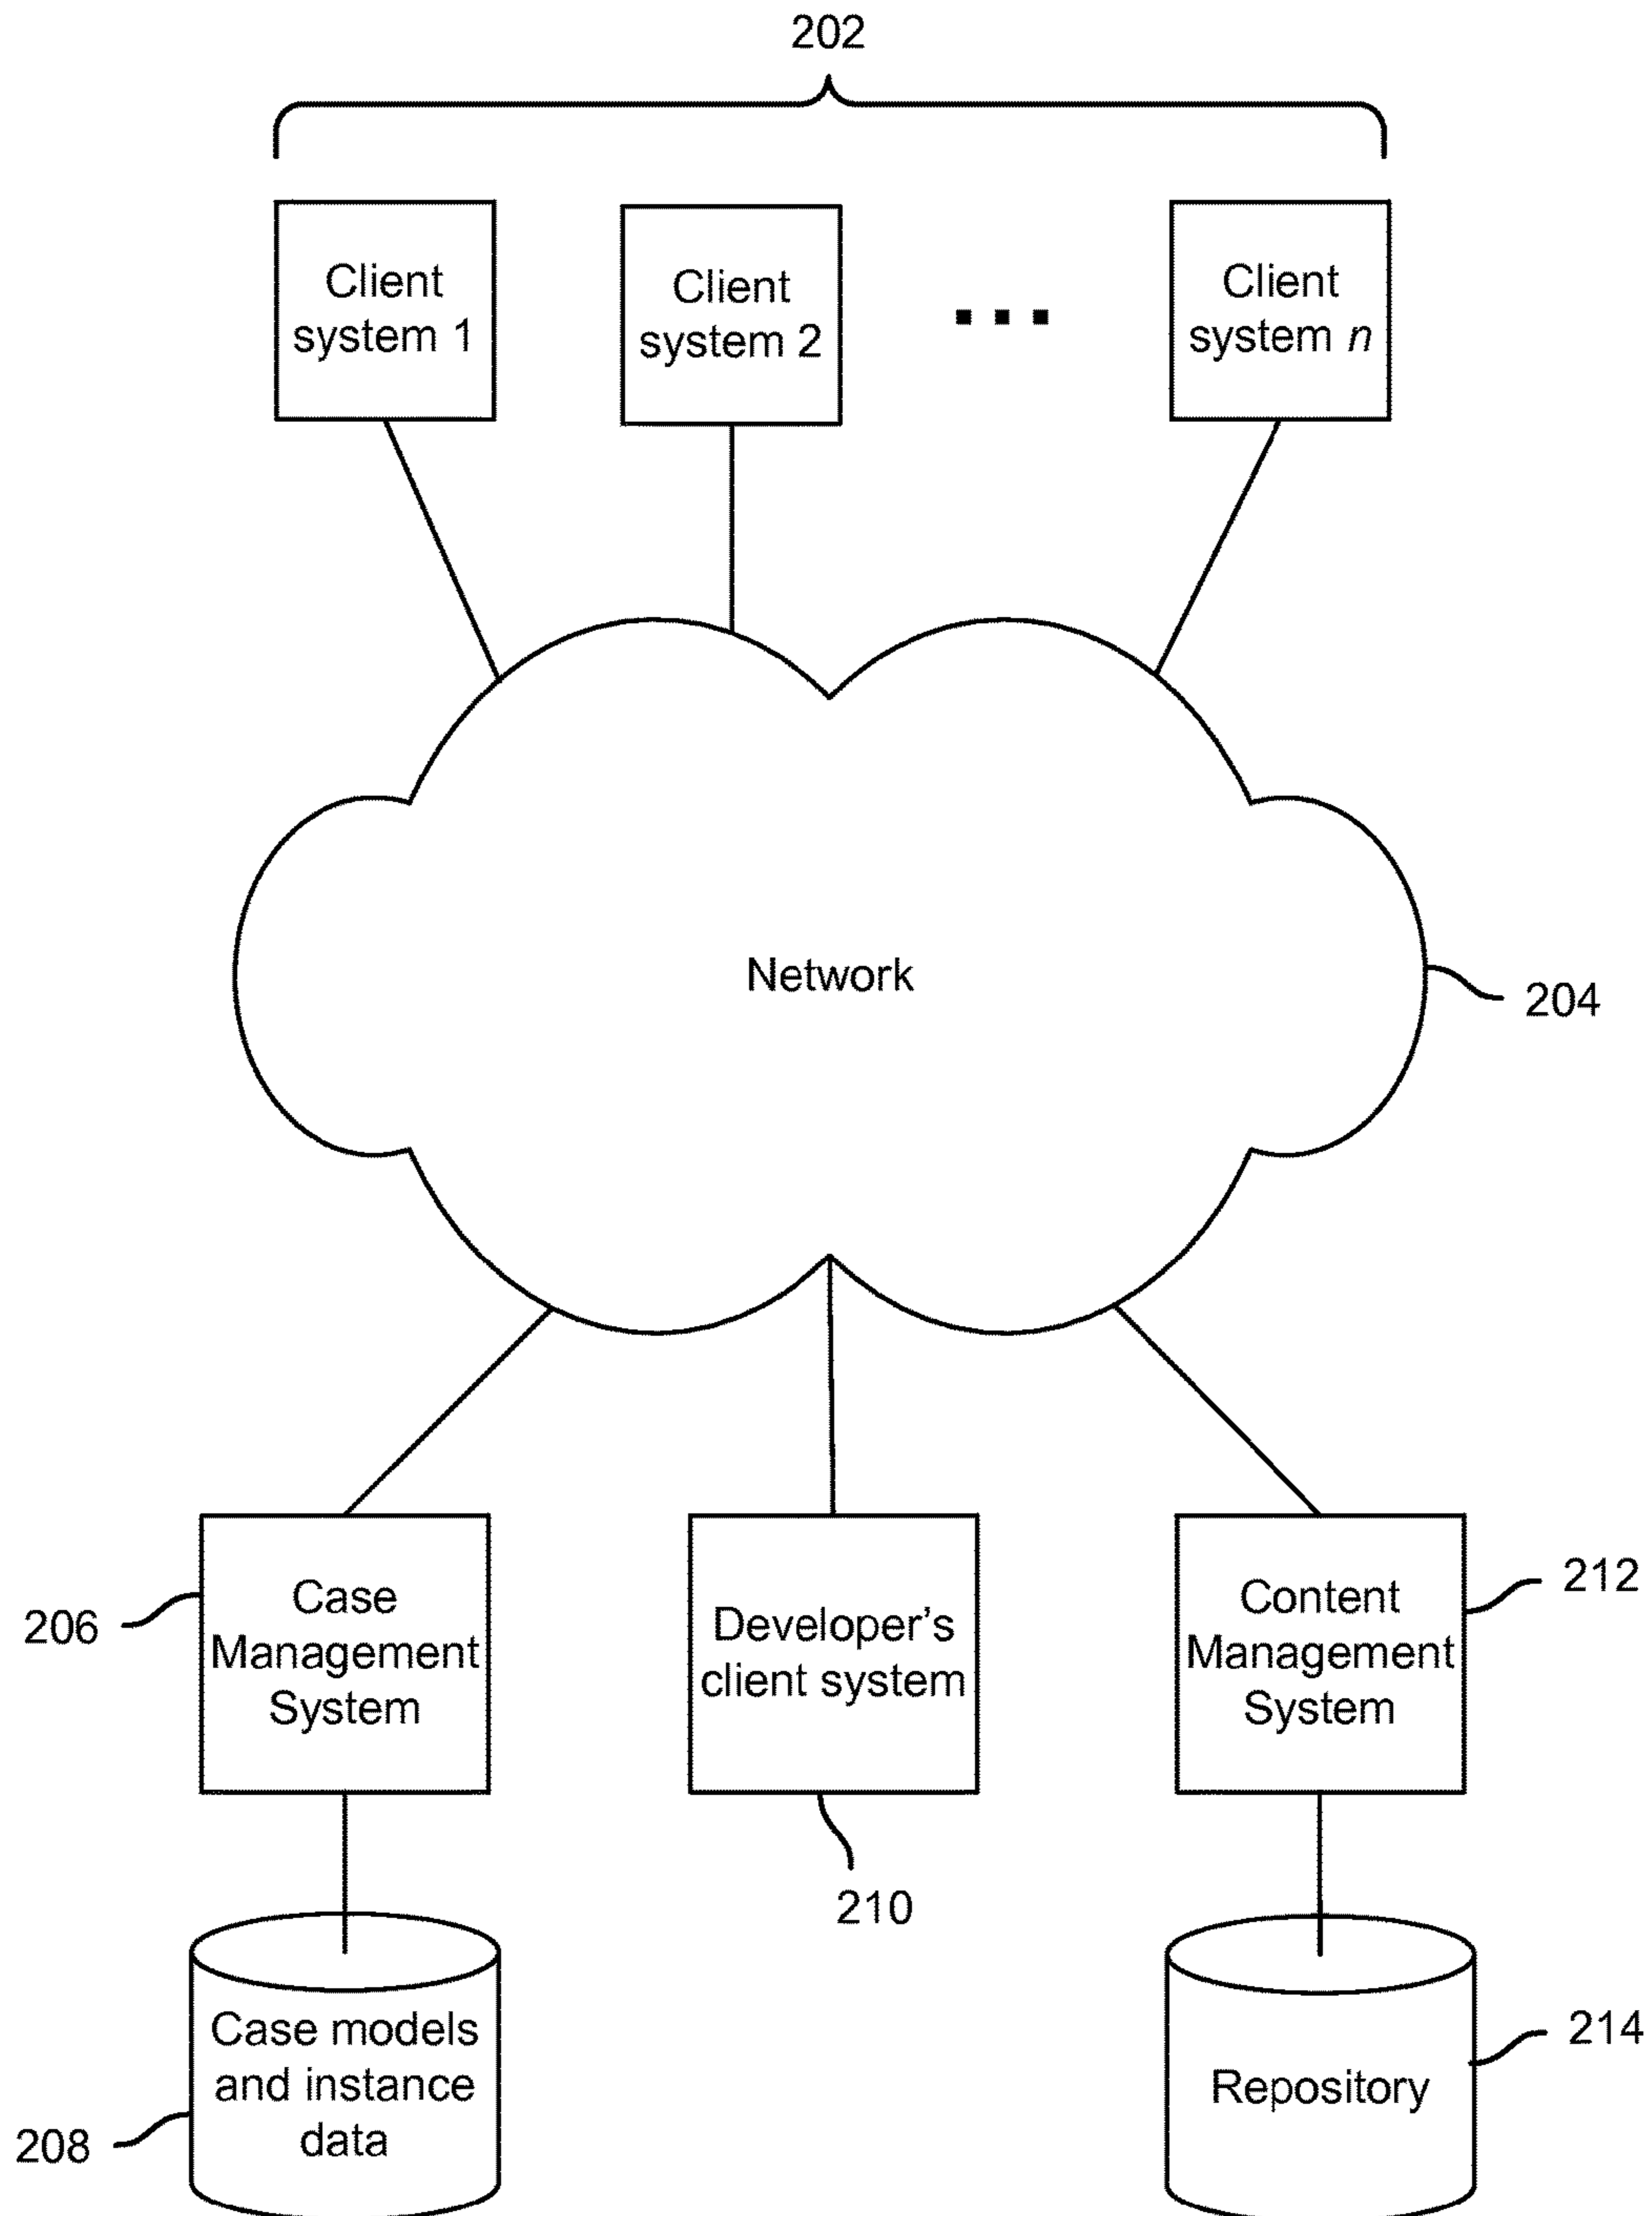 202
Client
system 1
Client
system 2
Client
system n
Network
204
206
Case
Management
System
Developer’s
client system
Content
Management
System
212
210
208
Case models
and instance
data
Repository
214